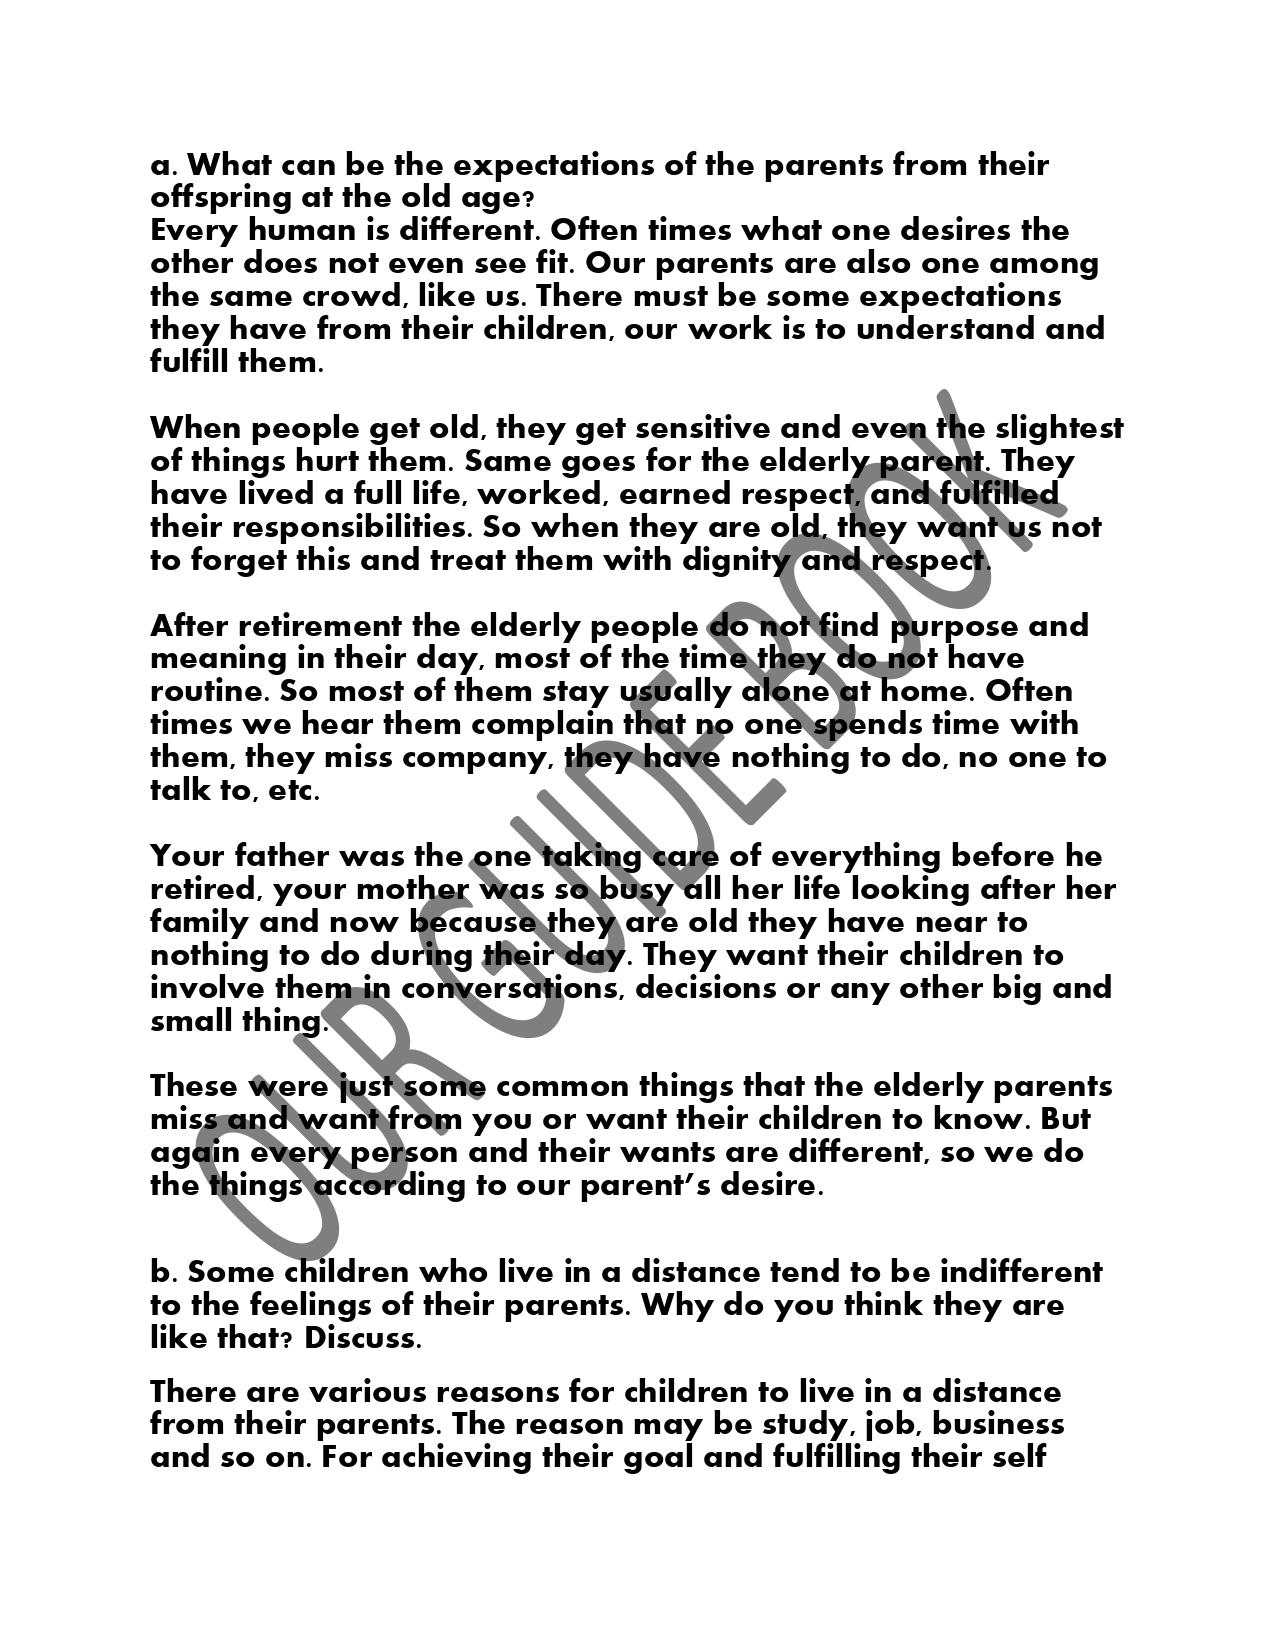 a. What can be the expectations of the parents from their
offspring at the old age?
Every human is different. Often times what one desires the
other does not even see fit. Our parents are also one among
the same crowd, like us. There must be some expectations
they have from their children, our work is to understand and
fulfill them.
When people get old, they get sensitive and even the slightest
of things hurt them. Same goes for the elderly parent. They
have lived a full life, worked, earned respect, and fulfilled
their responsibilities. So when they are old, they want us not
to forget this and treat them with dignity and respect.
After retirement the elderly people do not find purpose and
meaning in their day, most of the time they do not have
routine. So most of them stay usually alone at home. Often
times we hear them complain that no one spends time with
them, they miss company, they have nothing to do, no one to
talk to, etc.
Your father was the one taking care of everything before he
retired, your mother was so busy all her life looking after her
family and now because they are old they have near to
nothing to do during their day. They want their children to
involve them in conversations, decisions or any other big and
small thing.
These were just some common things that the elderly parents
miss and want from you or want their children to know. But
again every person and their wants are different, so we do
the things according to our parent’s desire.
b. Some children who live in a distance tend to be indifferent
to the feelings of their parents. Why do you think they are
like that? Discuss.
There are various reasons for children to live in a distance
from their parents. The reason may be study, job, business
and so on. For achieving their goal and fulfilling their self
OUR GUIDE BOOK